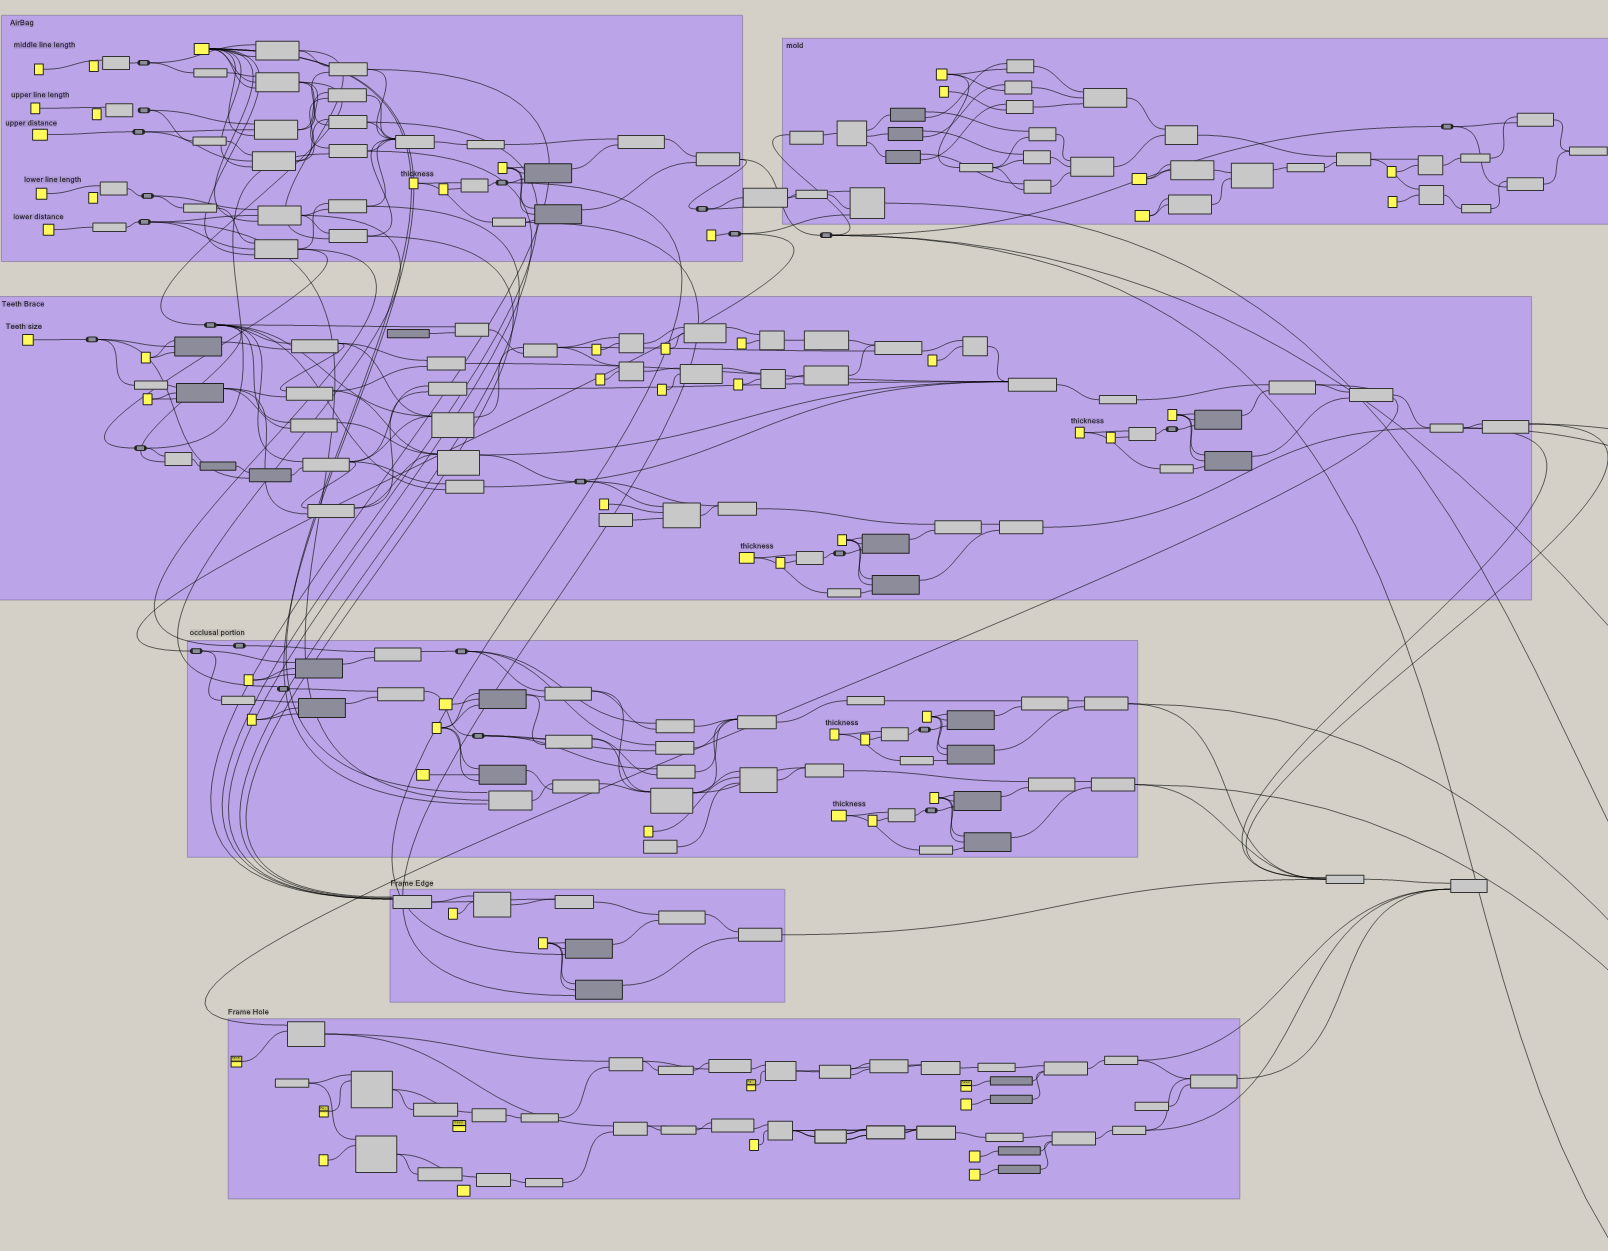 AirBag
middle line length
upper line length
upper distance
lower line length
lower distance
thickness
mold
Teeth Brace
Teeth size
thickness
thickness
occlusal portion
thickness
thickness
Frame Edge
Frame Hole